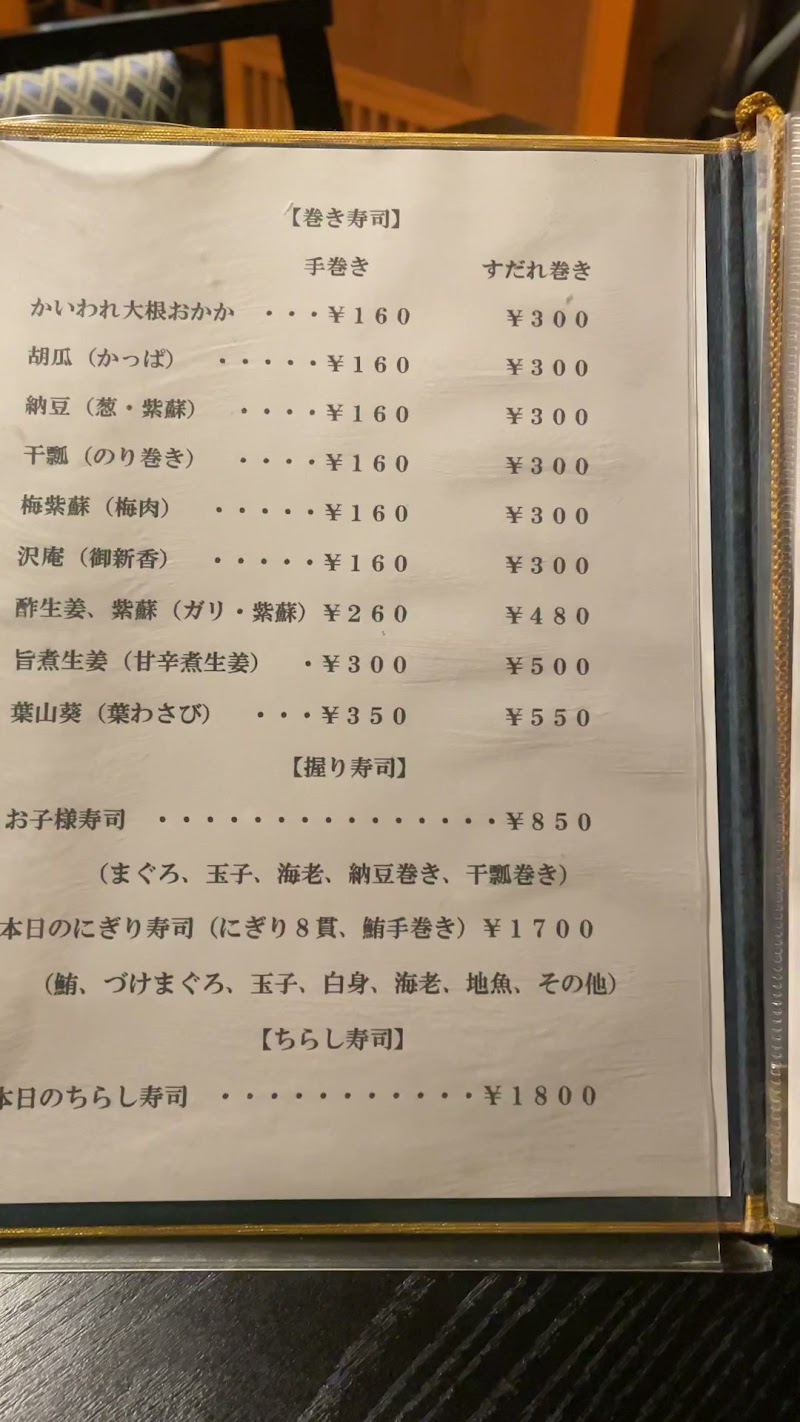 【巻き寿司】
手巻き すだれ巻き
かいわれ大根おかか ・・・￥１６０ ￥３００
胡瓜（かっぱ） ・・・・・￥１６０ ￥３００
納豆（葱・紫蘇） ・・・・￥１６０ ￥３００
干瓢（のり巻き） ・・・・￥１６０ ￥３００
梅紫蘇（梅肉） ・・・・・￥１６０ ￥３００
沢庵（御新香） ・・・・・￥１６０ ￥３００
酢生姜、紫蘇（ガリ・紫蘇）￥２６０ ￥４８０
旨煮生姜（甘辛煮生姜） ・￥３００ ￥５００
葉山葵（葉わさび） ・・・￥３５０ ￥５５０
【握り寿司】
お子様寿司 ・・・・・・・・・・・・・・・￥８５０
（まぐろ、玉子、海老、納豆巻き、干瓢巻き）
本日のにぎり寿司（にぎり８貫、鮪手巻き）￥１７００
（鮪、づけまぐろ、玉子、白身、海老、地魚、その他）
【ちらし寿司】
本日のちらし寿司 ・・・・・・・・・・・￥１８００